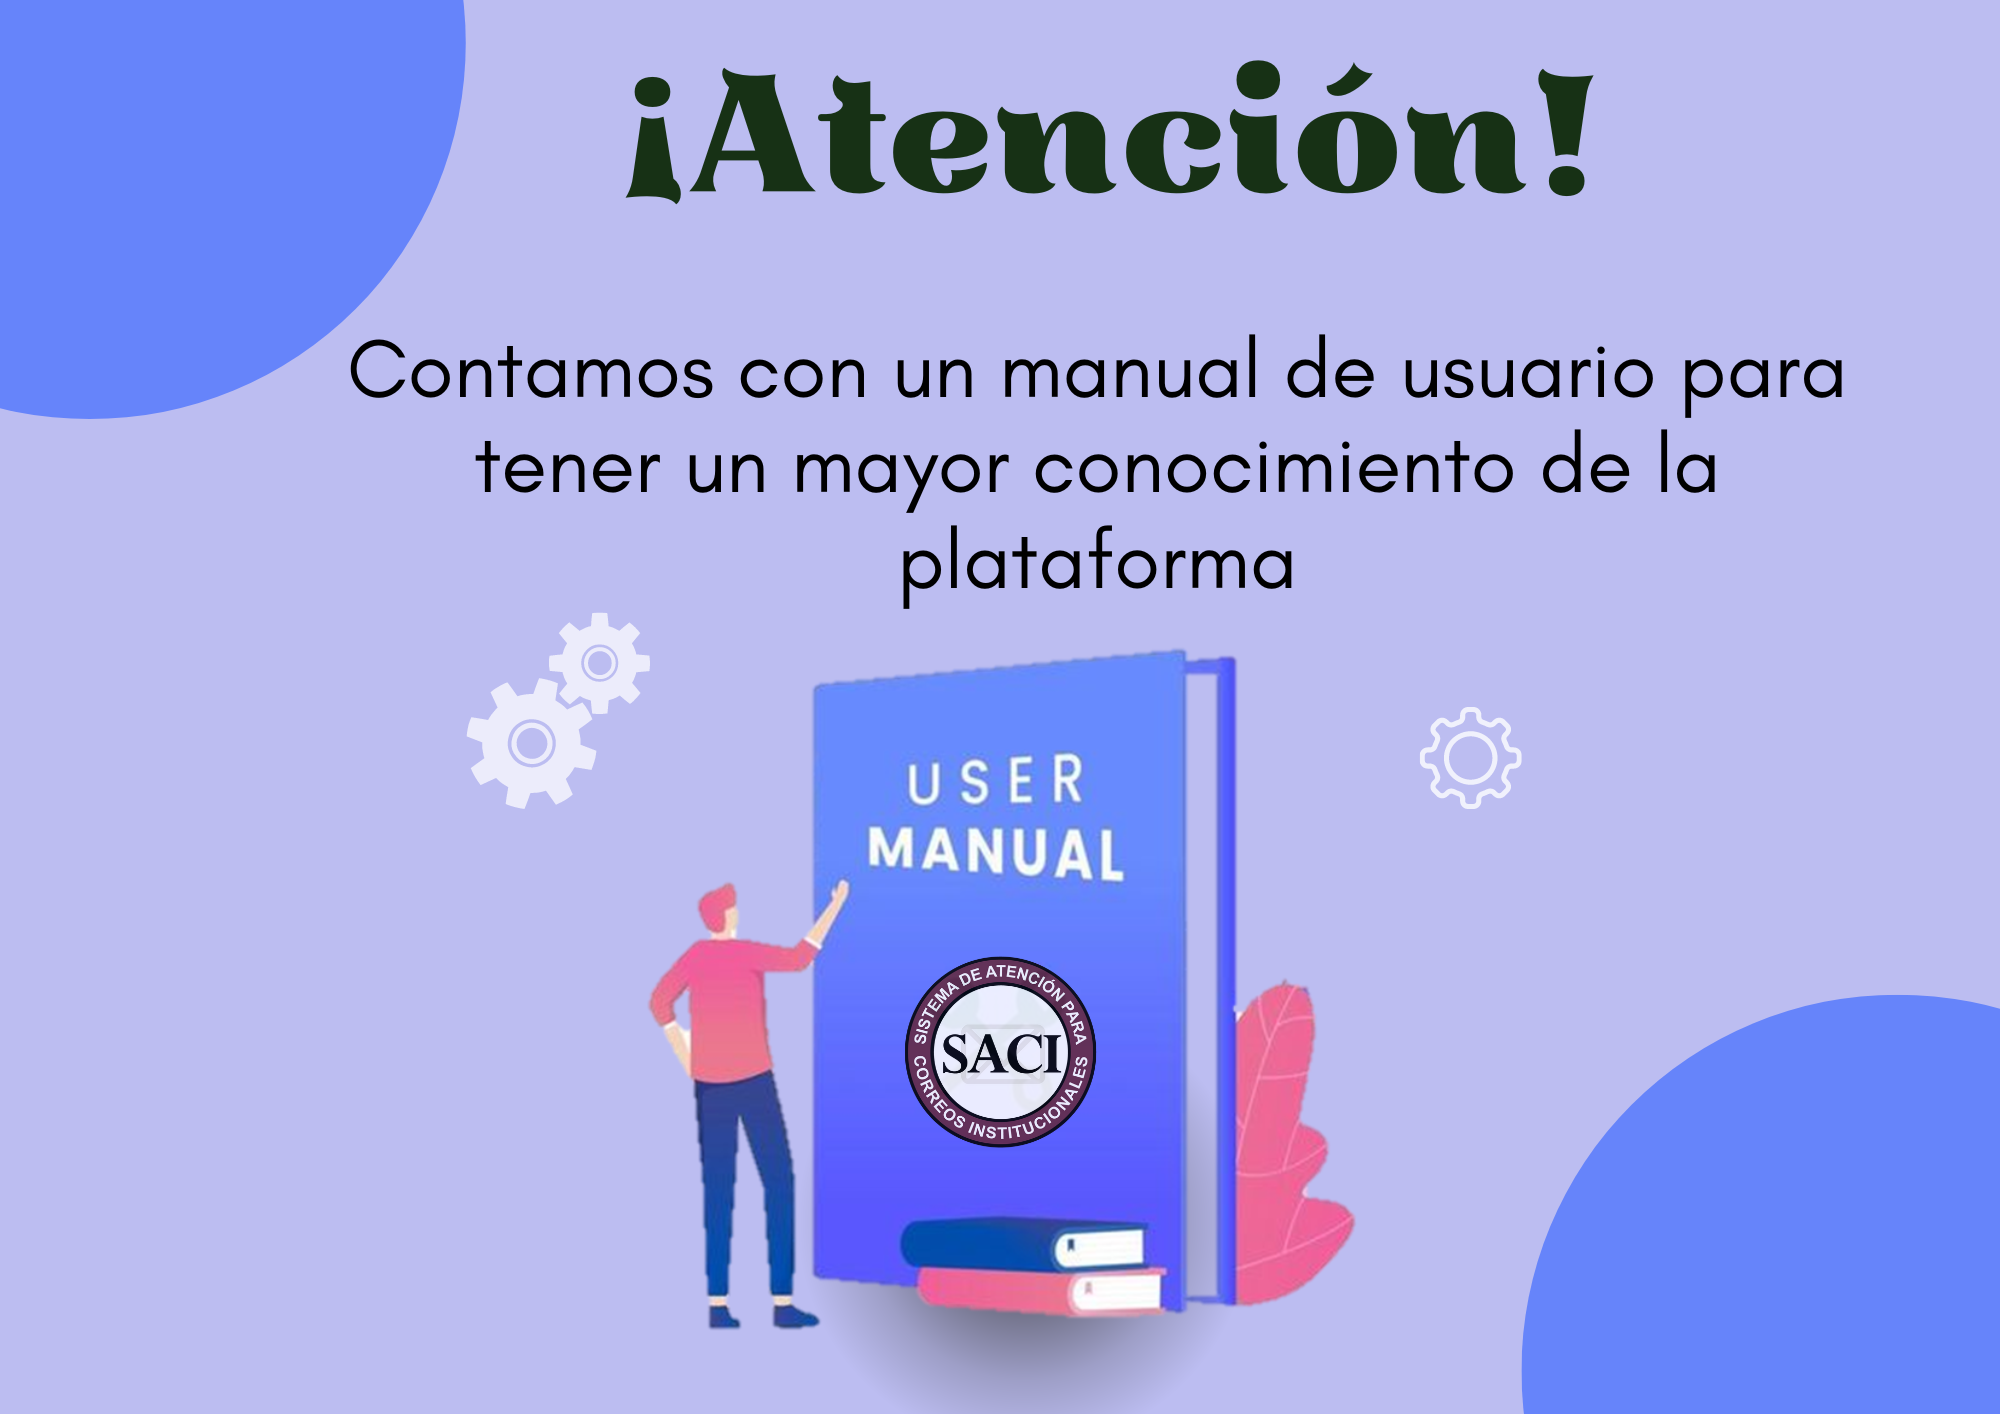 ¡Atención!
Contamos con un manual de usuario para
tener un mayor conocimiento de la
plataforma
USER
MANUAL
SISTEMA DE ATENCIÓN PARA
SACI
CORREOS INSTITUCIONALES